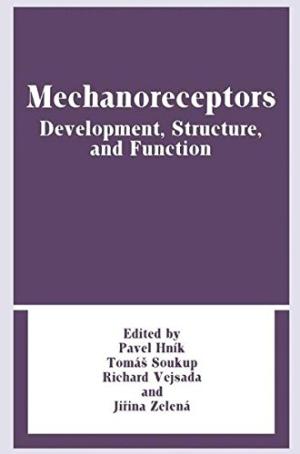 Mechanoreceptors
Development, Structure,
and Function
Edited by
Pavel Hník
Tomáš Soukup
Richard Vejsada
and
Jiřina Zelená